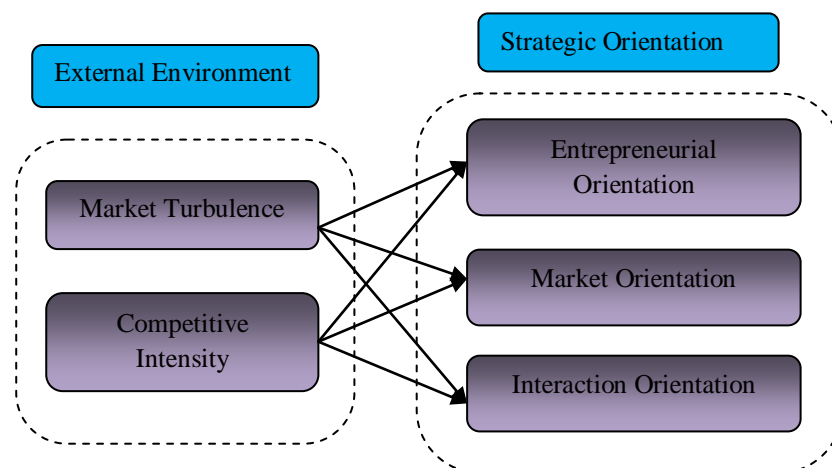 External Environment
Market Turbulence
Competitive
Intensity
Strategic Orientation
Entrepreneurial
Orientation
Market Orientation
Interaction Orientation